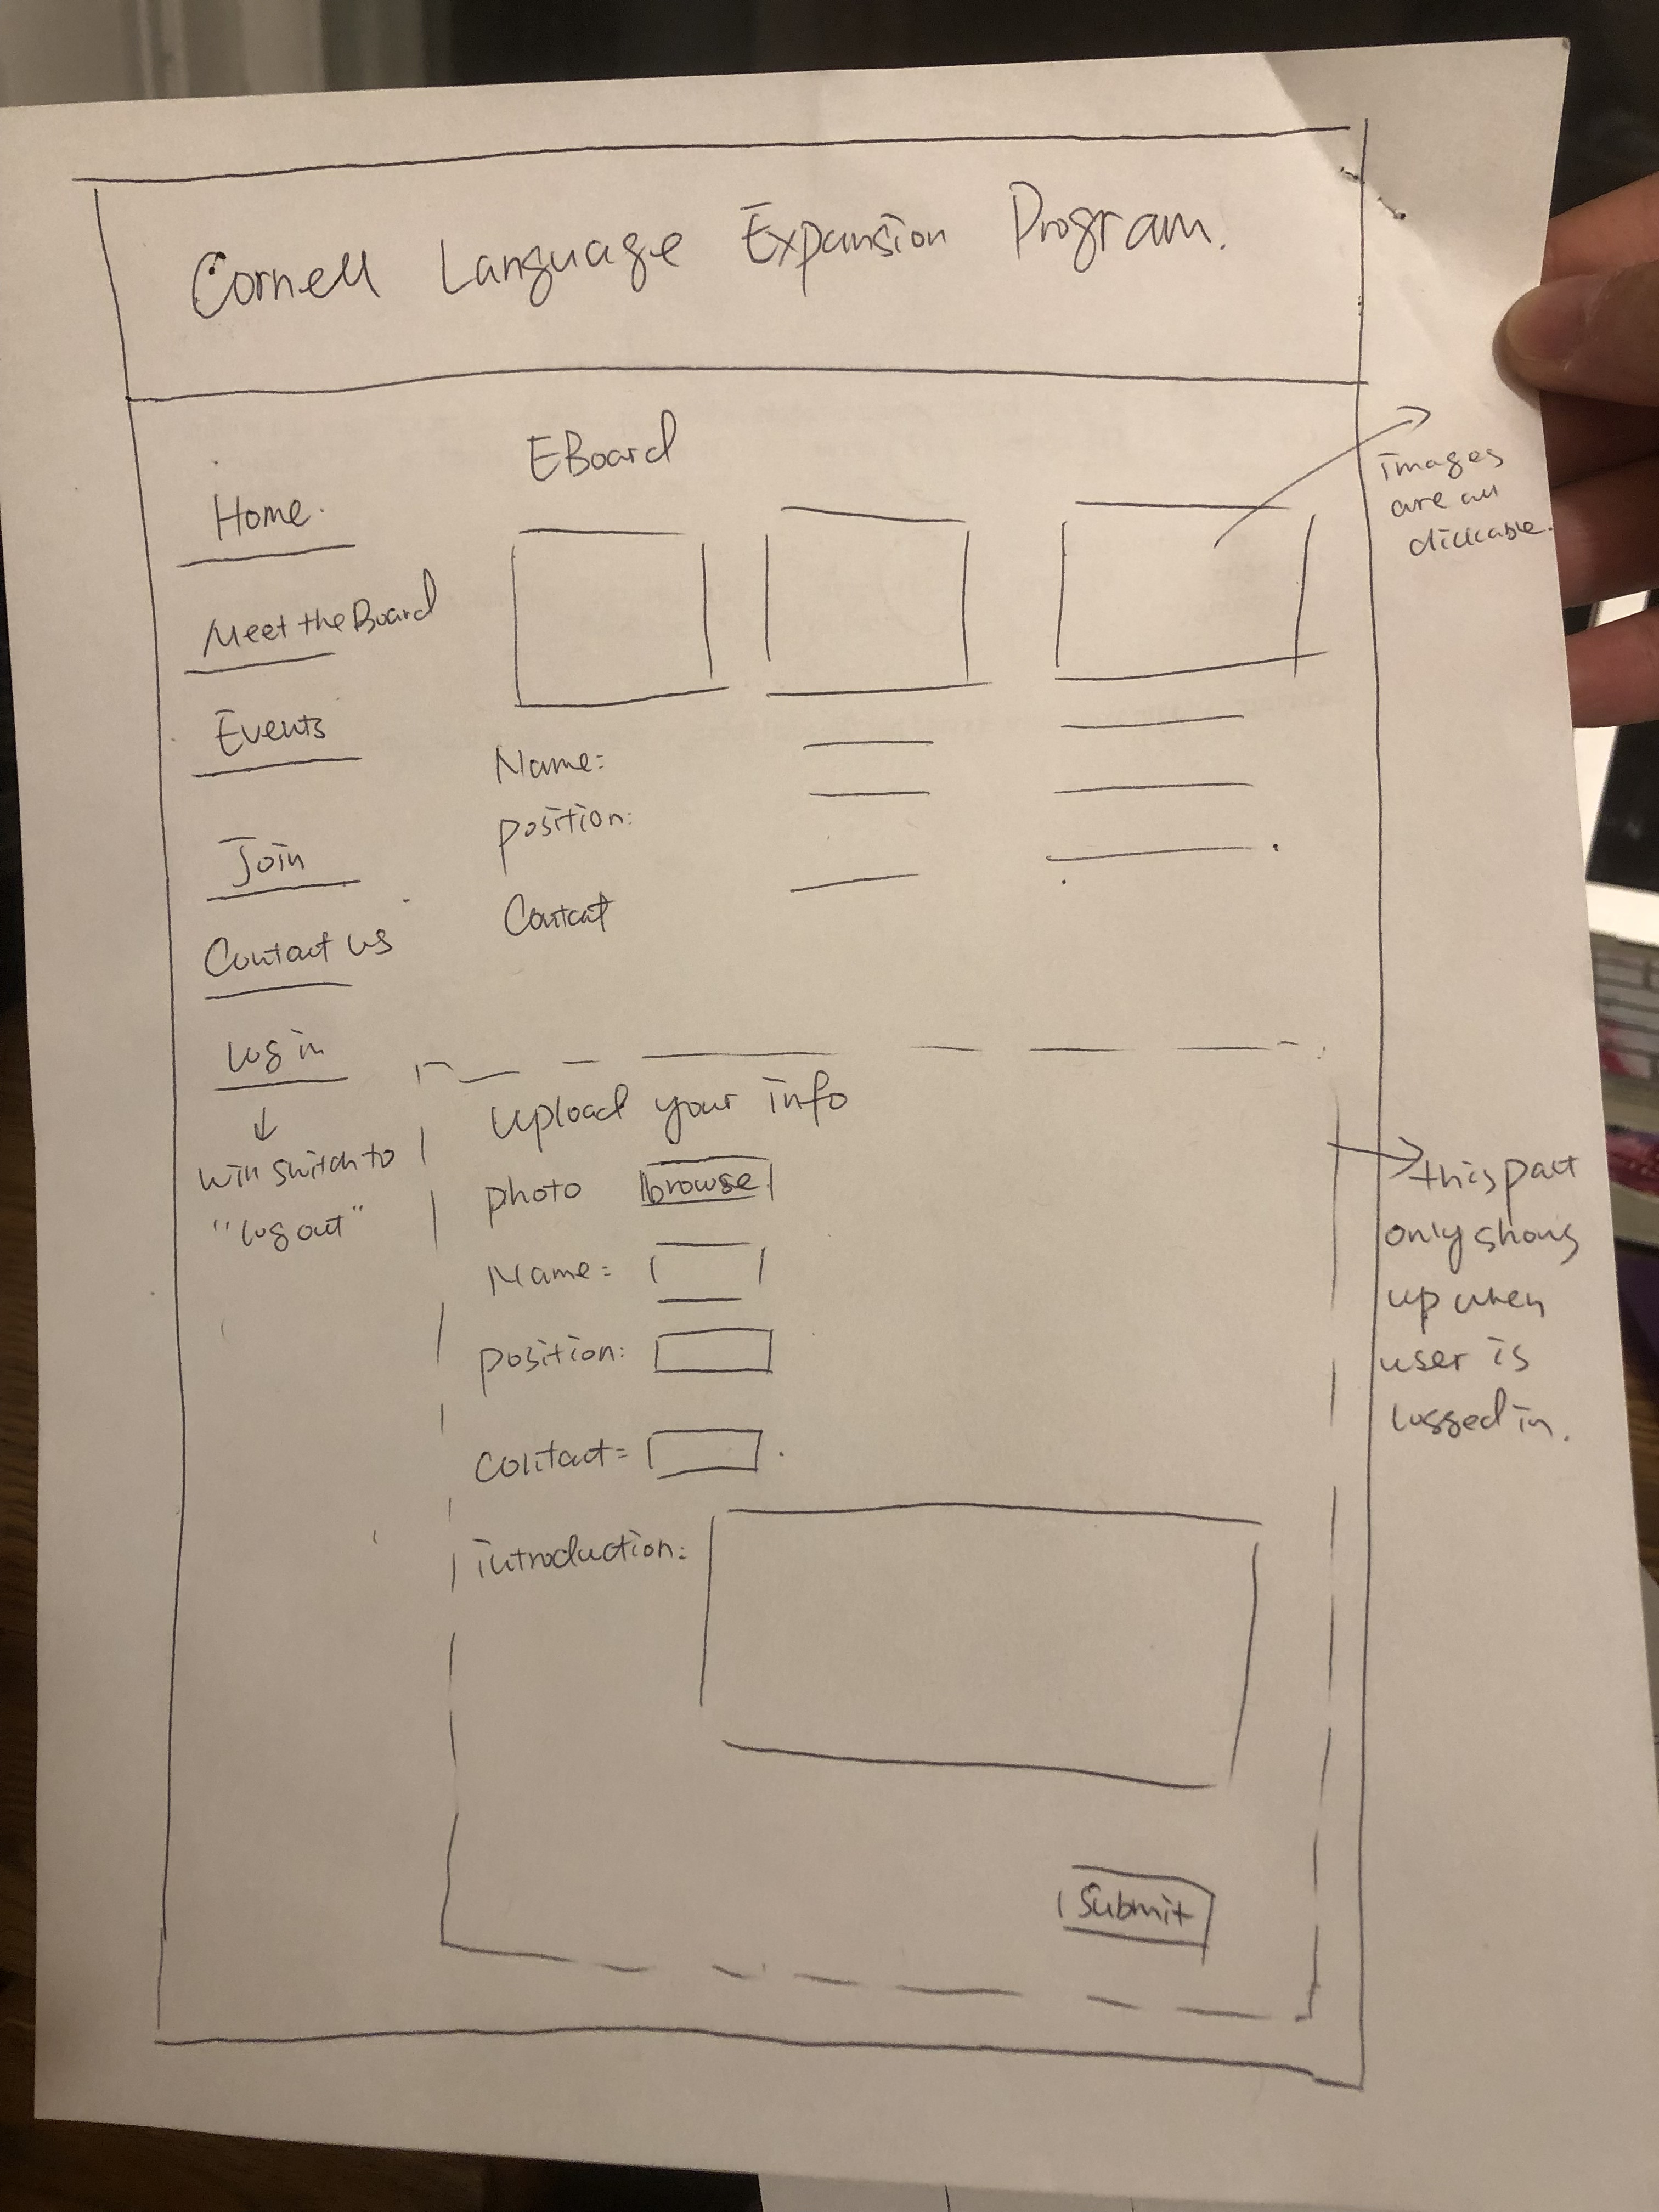 Cornell Language Expansion Program.
EBoard
images
are all
clickable.
Home.
Meet the Board
Events
Join
Contact us
Log in
↓
will switch to
"log out"
Name:
position:
Contcat
upload your info
photo browse
Name:
position:
Contact:
introduction:
Submit
this part
only shows
up when
user is
logged in.